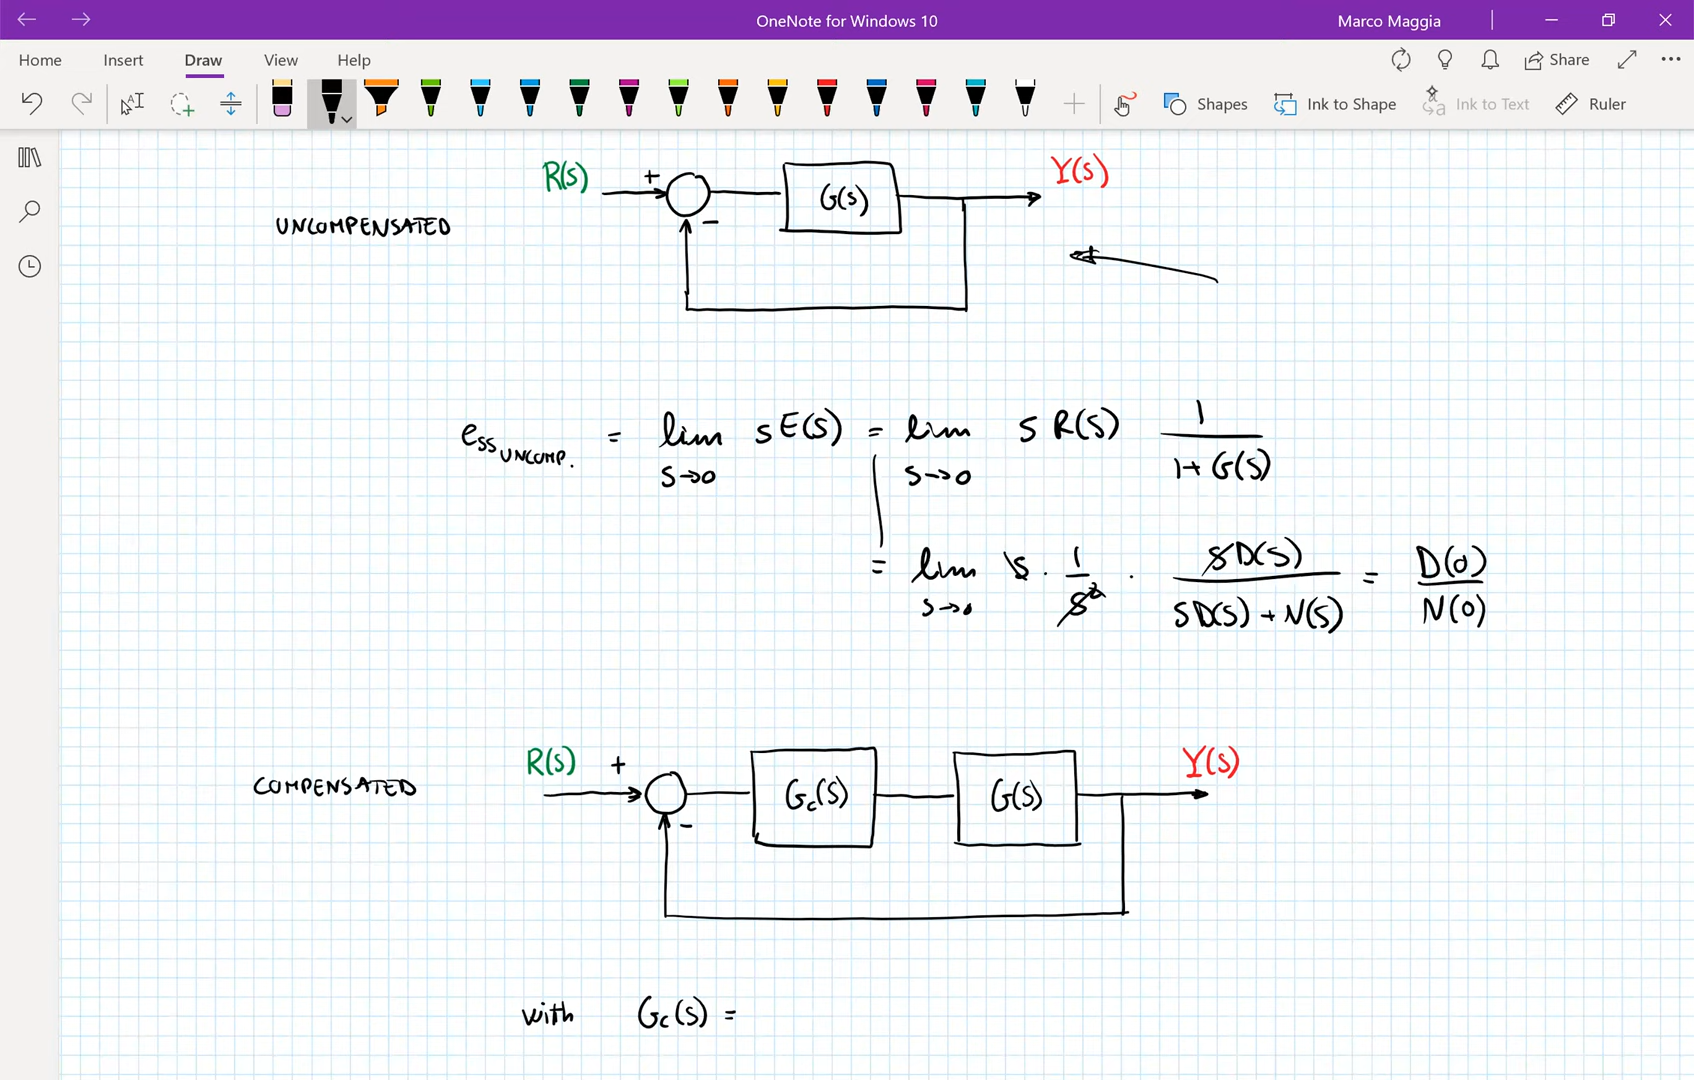 OneNote for Windows 10
Marco Maggia
Home Insert Draw View Help
Share
Shapes Ink to Shape Ink to Text Ruler
R(s) + G(s) Y(s)
−
UNCOMPENSATED
e_ss UNCOMP. = lim s→0 s E(s) = lim s→0 s R(s) 1 / (1 + G(s))
= lim s→0 s · 1/s² · sD(s) / (sD(s) + N(s)) = D(0) / N(0)
COMPENSATED
R(s) + Gc(s) G(s) Y(s)
−
with Gc(s) =